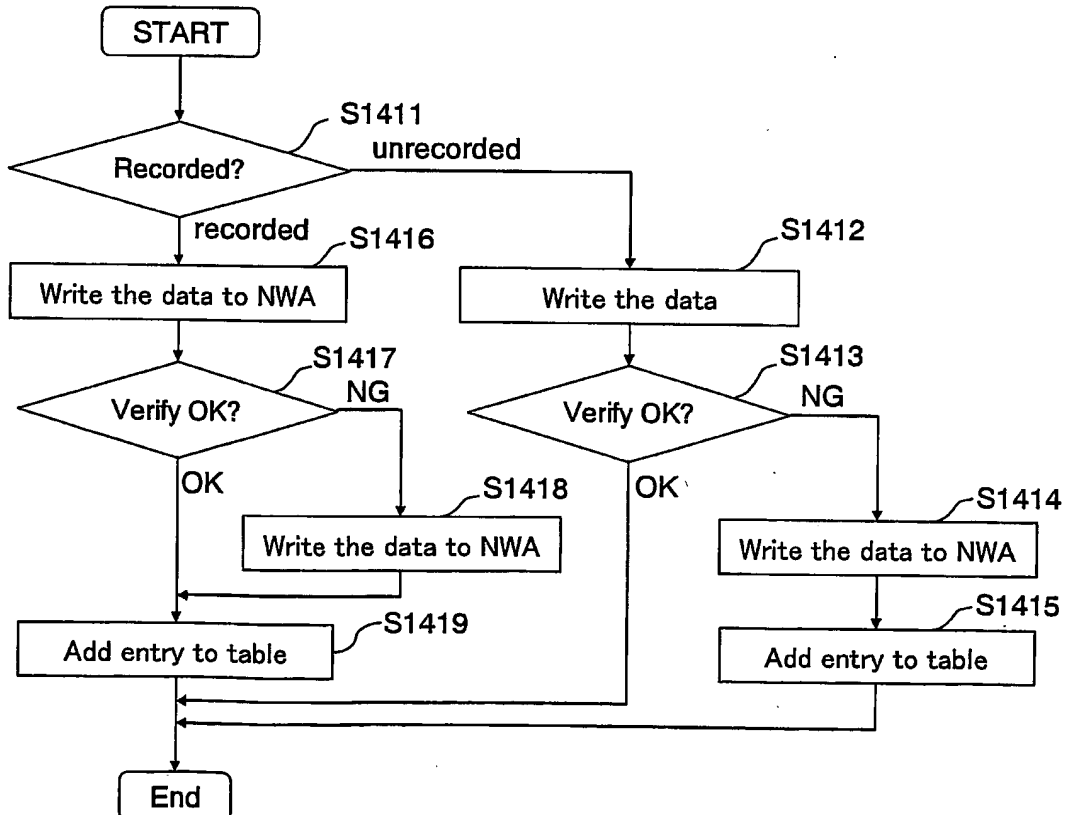 START
S1411
Recorded?
unrecorded
recorded
S1416
S1412
Write the data to NWA
Write the data
S1417
S1413
Verify OK?
NG
Verify OK?
NG
OK
OK
S1418
S1414
Write the data to NWA
Write the data to NWA
S1419
S1415
Add entry to table
Add entry to table
End